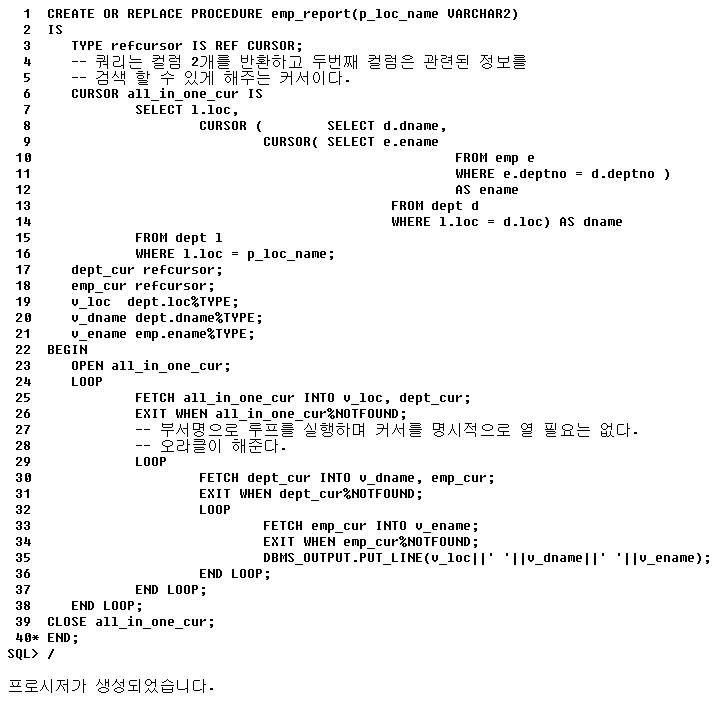 1  CREATE OR REPLACE PROCEDURE emp_report(p_loc_name VARCHAR2)
2  IS
3     TYPE refcursor IS REF CURSOR;
4     -- 쿼리는 컬럼 2개를 반환하고 두번째 컬럼은 관련된 정보를
5     -- 검색 할 수 있게 해주는 커서이다.
6     CURSOR all_in_one_cur IS
7             SELECT l.loc,
8                     CURSOR (        SELECT d.dname,
9                             CURSOR( SELECT e.ename
10                                                     FROM emp e
11                                                     WHERE e.deptno = d.deptno )
12                                                     AS ename
13                                             FROM dept d
14                                             WHERE l.loc = d.loc) AS dname
15             FROM dept l
16             WHERE l.loc = p_loc_name;
17     dept_cur refcursor;
18     emp_cur refcursor;
19     v_loc  dept.loc%TYPE;
20     v_dname dept.dname%TYPE;
21     v_ename emp.ename%TYPE;
22  BEGIN
23     OPEN all_in_one_cur;
24     LOOP
25             FETCH all_in_one_cur INTO v_loc, dept_cur;
26             EXIT WHEN all_in_one_cur%NOTFOUND;
27             -- 부서명으로 루프를 실행하며 커서를 명시적으로 열 필요는 없다.
28             -- 오라클이 해준다.
29             LOOP
30                     FETCH dept_cur INTO v_dname, emp_cur;
31                     EXIT WHEN dept_cur%NOTFOUND;
32                     LOOP
33                             FETCH emp_cur INTO v_ename;
34                             EXIT WHEN emp_cur%NOTFOUND;
35                             DBMS_OUTPUT.PUT_LINE(v_loc||' '||v_dname||' '||v_ename);
36                     END LOOP;
37             END LOOP;
38     END LOOP;
39  CLOSE all_in_one_cur;
40* END;
SQL> /
프로시저가 생성되었습니다.